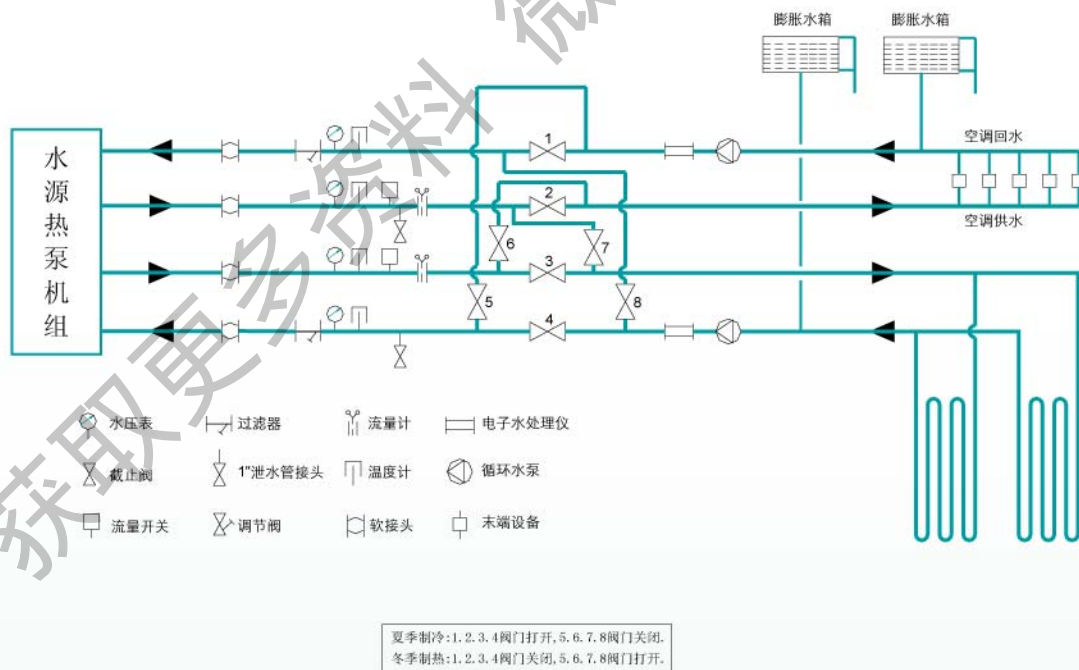 膨胀水箱
膨胀水箱
空调回水
空调供水
水源热泵机组
1
2
3
4
5
6
7
8
水压表
过滤器
流量计
电子水处理仪
截止阀
1"泄水管接头
温度计
循环水泵
流量开关
调节阀
软接头
末端设备
夏季制冷:1.2.3.4阀门打开,5.6.7.8阀门关闭.
冬季制热:1.2.3.4阀门关闭,5.6.7.8阀门打开.
获取更多资料 微